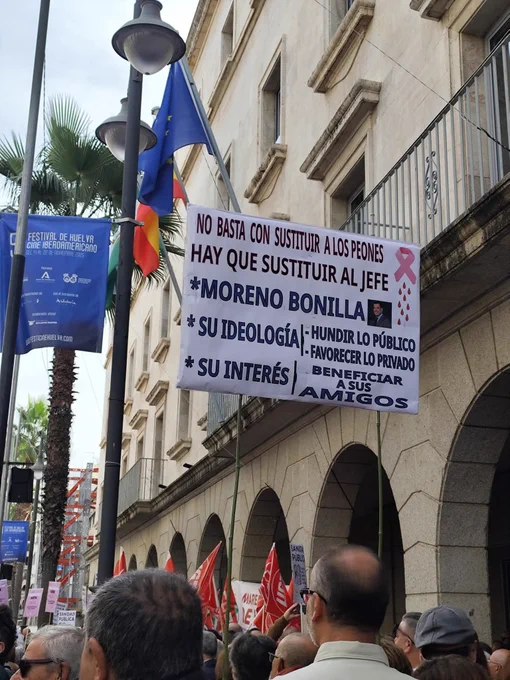 FESTIVAL DE HUELVA
CINE IBEROAMERICANO
NO BASTA CON SUSTITUIR A LOS PEONES
HAY QUE SUSTITUIR AL JEFE
*MORENO BONILLA
* SU IDEOLOGÍA
-HUNDIR LO PÚBLICO
-FAVORECER LO PRIVADO
* SU INTERÉS
BENEFICIAR
A SUS
AMIGOS